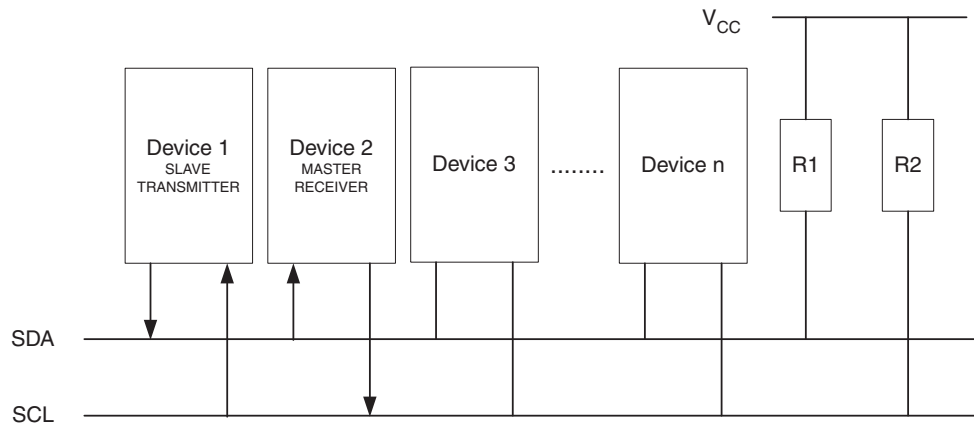 V_CC
Device 1
SLAVE
TRANSMITTER
Device 2
MASTER
RECEIVER
Device 3
........
Device n
R1
R2
SDA
SCL